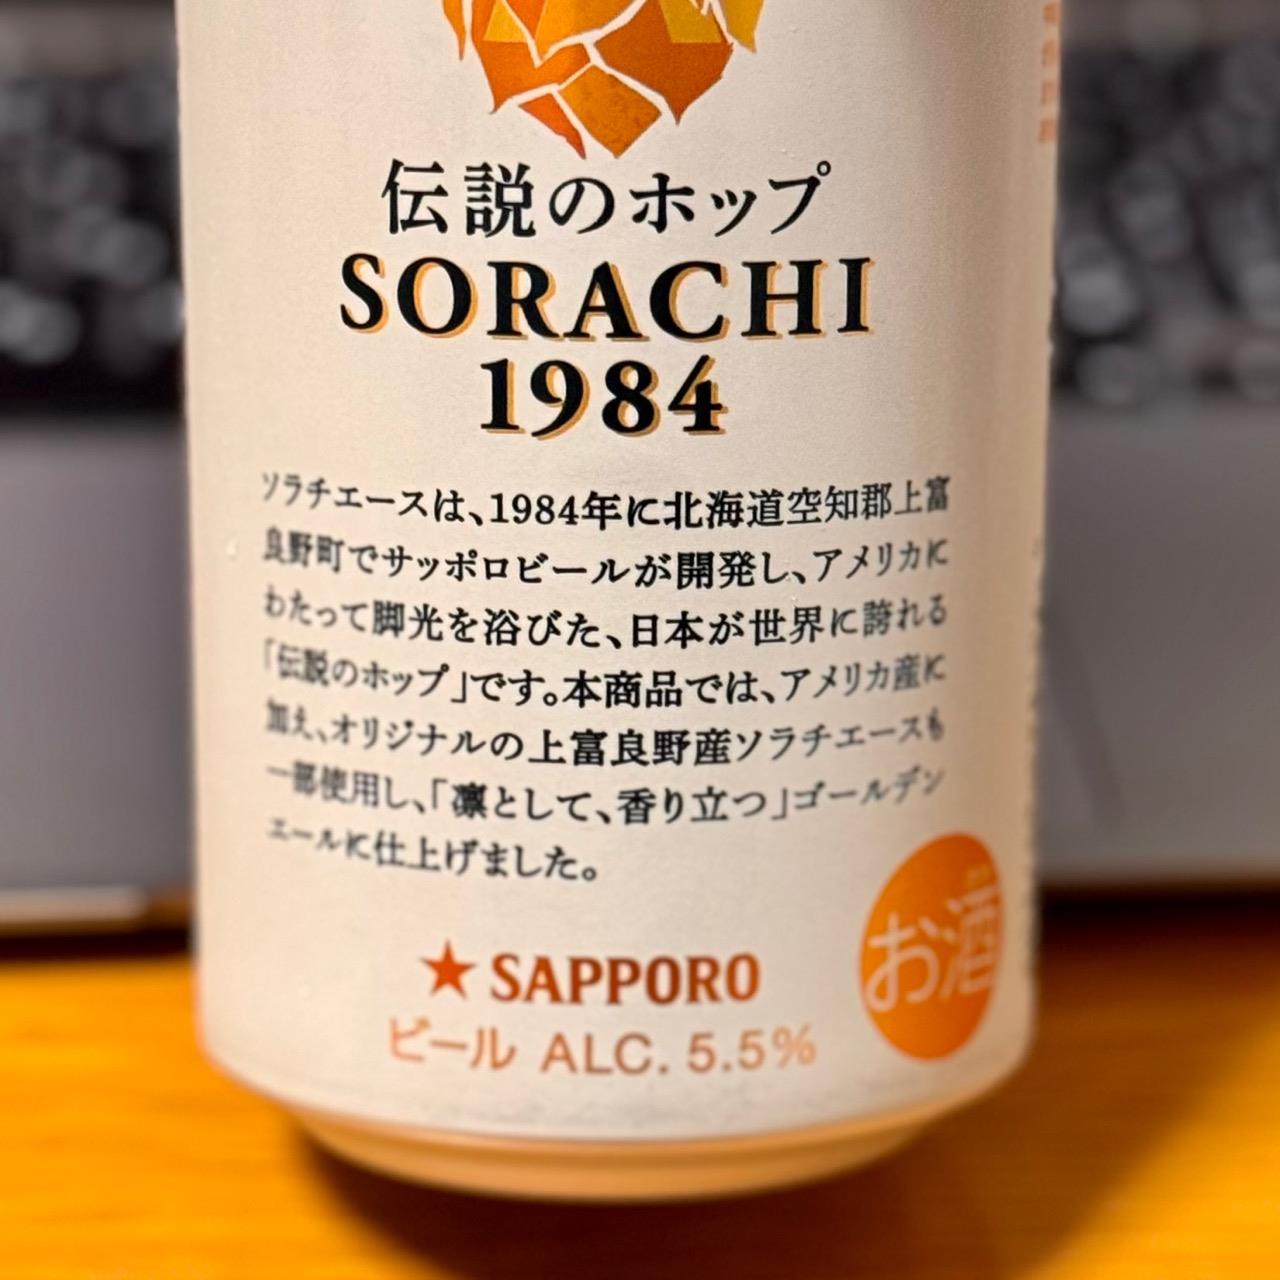 伝説のホップ
SORACHI
1984
ソラチエースは、1984年に北海道空知郡上富
良野町でサッポロビールが開発し、アメリカに
わたって脚光を浴びた、日本が世界に誇れる
「伝説のホップ」です。本商品では、アメリカ産に
加え、オリジナルの上富良野産ソラチエースも
一部使用し、「凛として、香り立つ」ゴールデン
エールに仕上げました。
★ SAPPORO
ビール ALC. 5.5%
お酒